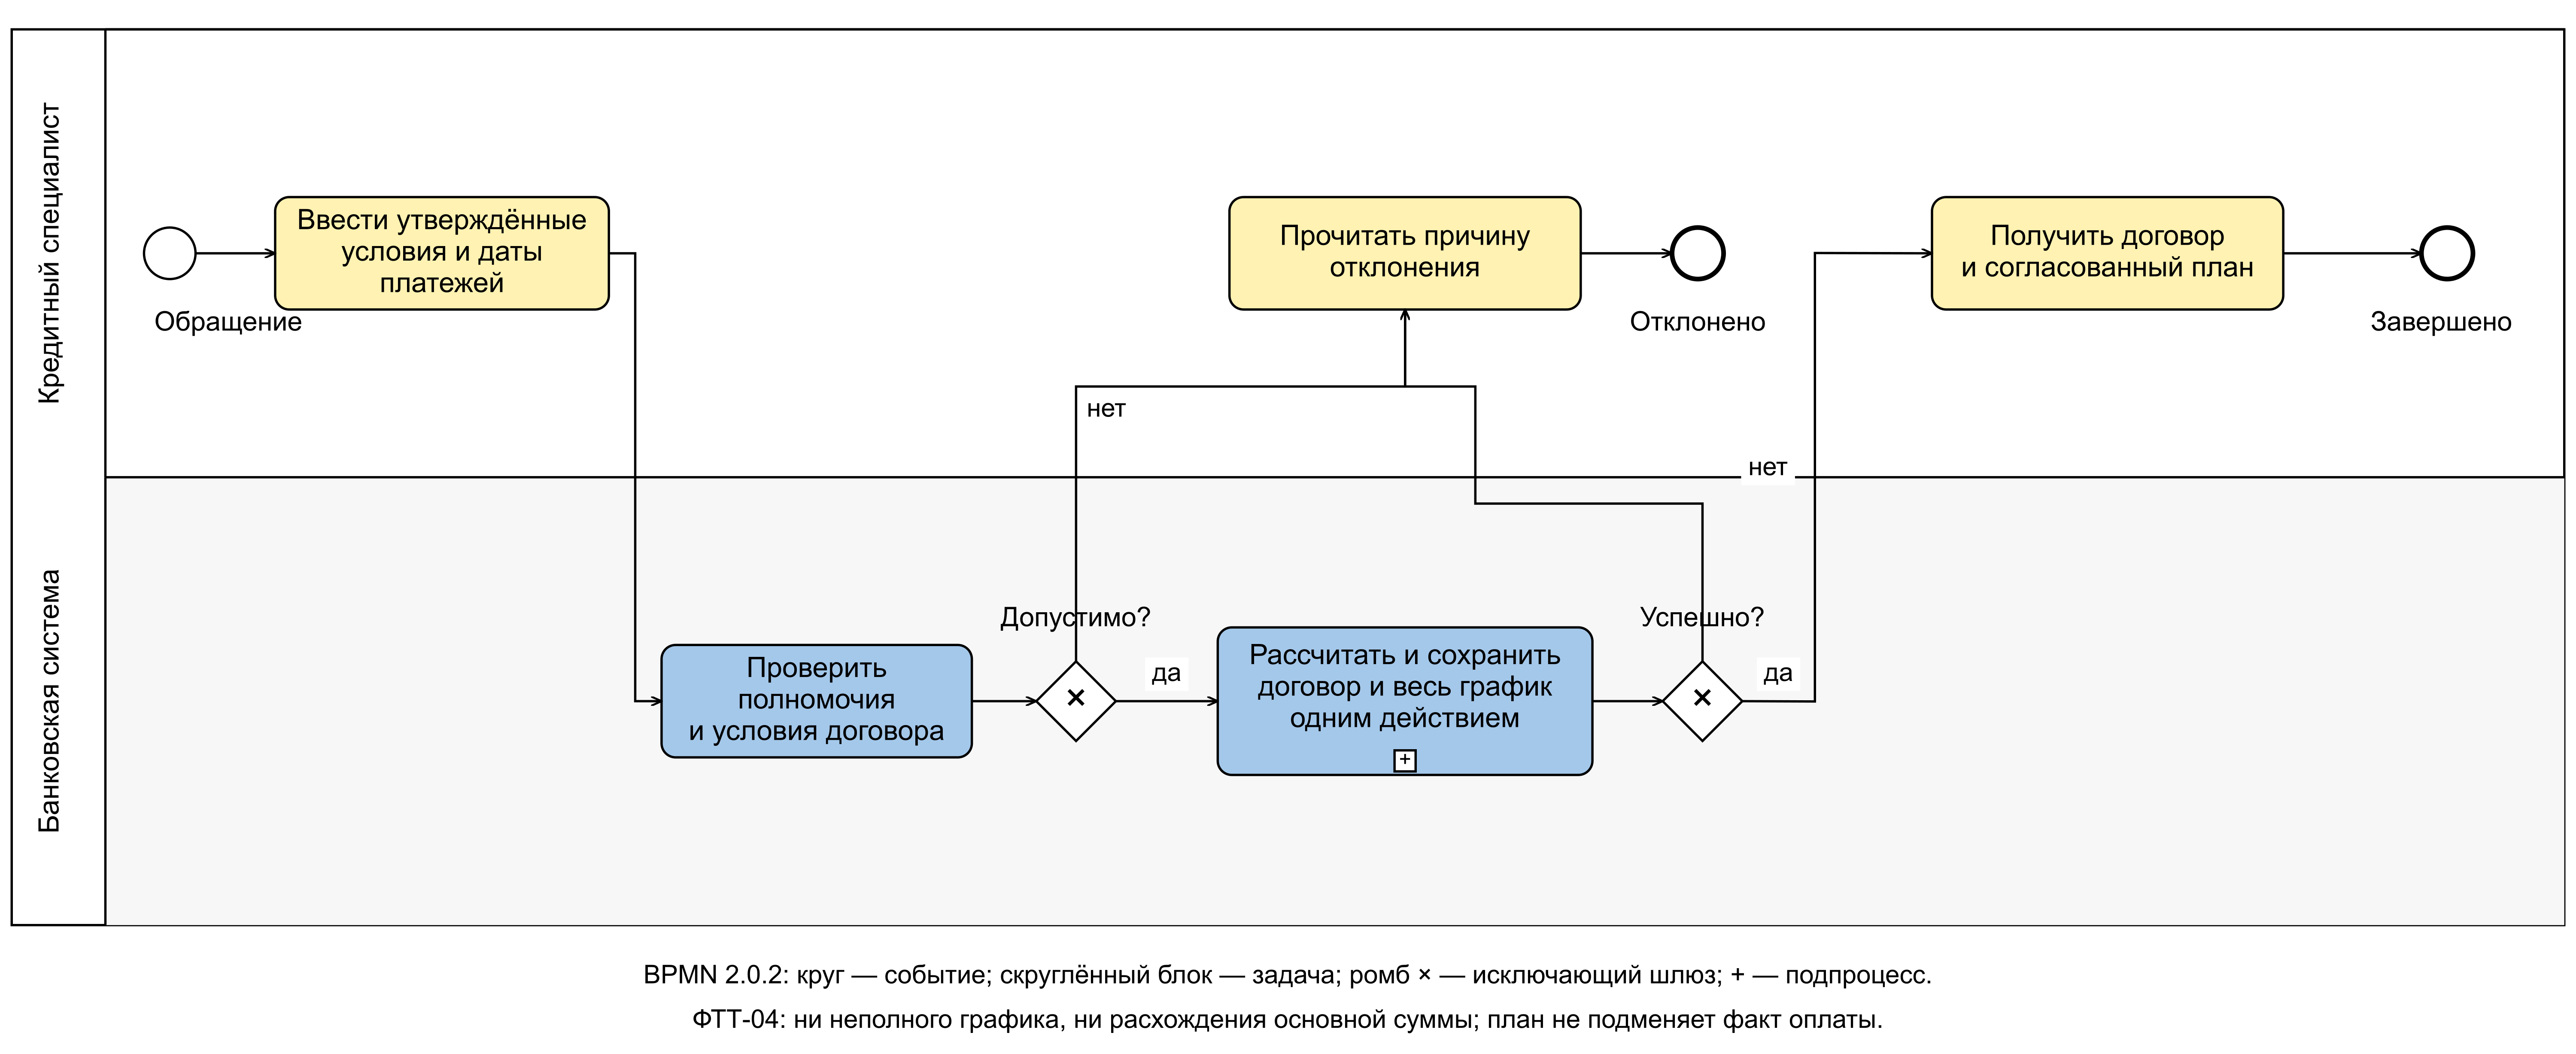 Кредитный специалист
Ввести утверждённые
условия и даты
платежей
Обращение
Прочитать причину
отклонения
Отклонено
Получить договор
и согласованный план
Завершено
нет
нет
Банковская система
Проверить
полномочия
и условия договора
Допустимо?
да
Рассчитать и сохранить
договор и весь график
одним действием
+
Успешно?
да
BPMN 2.0.2: круг — событие; скруглённый блок — задача; ромб × — исключающий шлюз; + — подпроцесс.
ФТТ-04: ни неполного графика, ни расхождения основной суммы; план не подменяет факт оплаты.